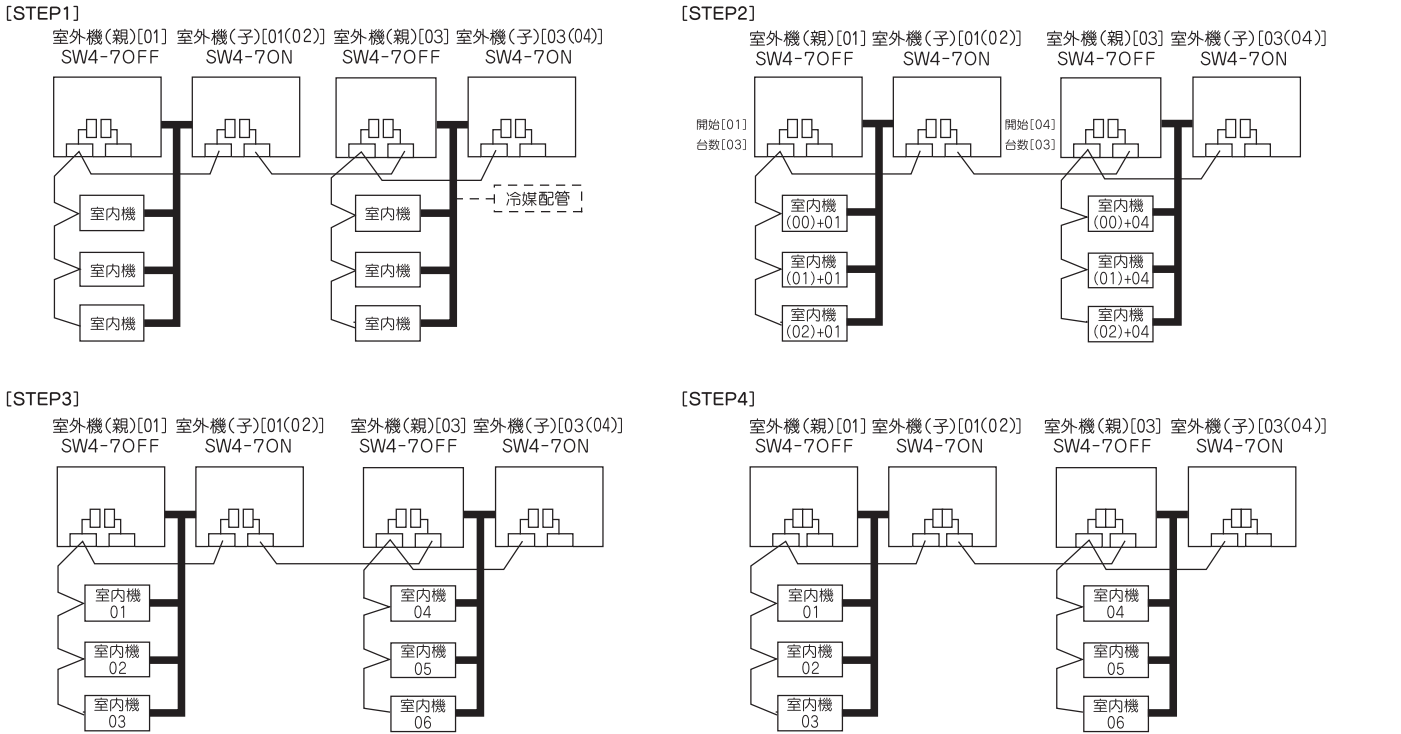 [STEP1]
室外機(親)[01] 室外機(子)[01(02)] 室外機(親)[03] 室外機(子)[03(04)]
SW4-7OFF SW4-7ON SW4-7OFF SW4-7ON
冷媒配管
室内機 室内機
室内機 室内機
室内機 室内機
[STEP2]
室外機(親)[01] 室外機(子)[01(02)] 室外機(親)[03] 室外機(子)[03(04)]
SW4-7OFF SW4-7ON SW4-7OFF SW4-7ON
開始[01] 開始[04]
台数[03] 台数[03]
室内機 室内機
(00)+01 (00)+04
室内機 室内機
(01)+01 (01)+04
室内機 室内機
(02)+01 (02)+04
[STEP3]
室外機(親)[01] 室外機(子)[01(02)] 室外機(親)[03] 室外機(子)[03(04)]
SW4-7OFF SW4-7ON SW4-7OFF SW4-7ON
室内機 室内機
01 04
室内機 室内機
02 05
室内機 室内機
03 06
[STEP4]
室外機(親)[01] 室外機(子)[01(02)] 室外機(親)[03] 室外機(子)[03(04)]
SW4-7OFF SW4-7ON SW4-7OFF SW4-7ON
室内機 室内機
01 04
室内機 室内機
02 05
室内機 室内機
03 06